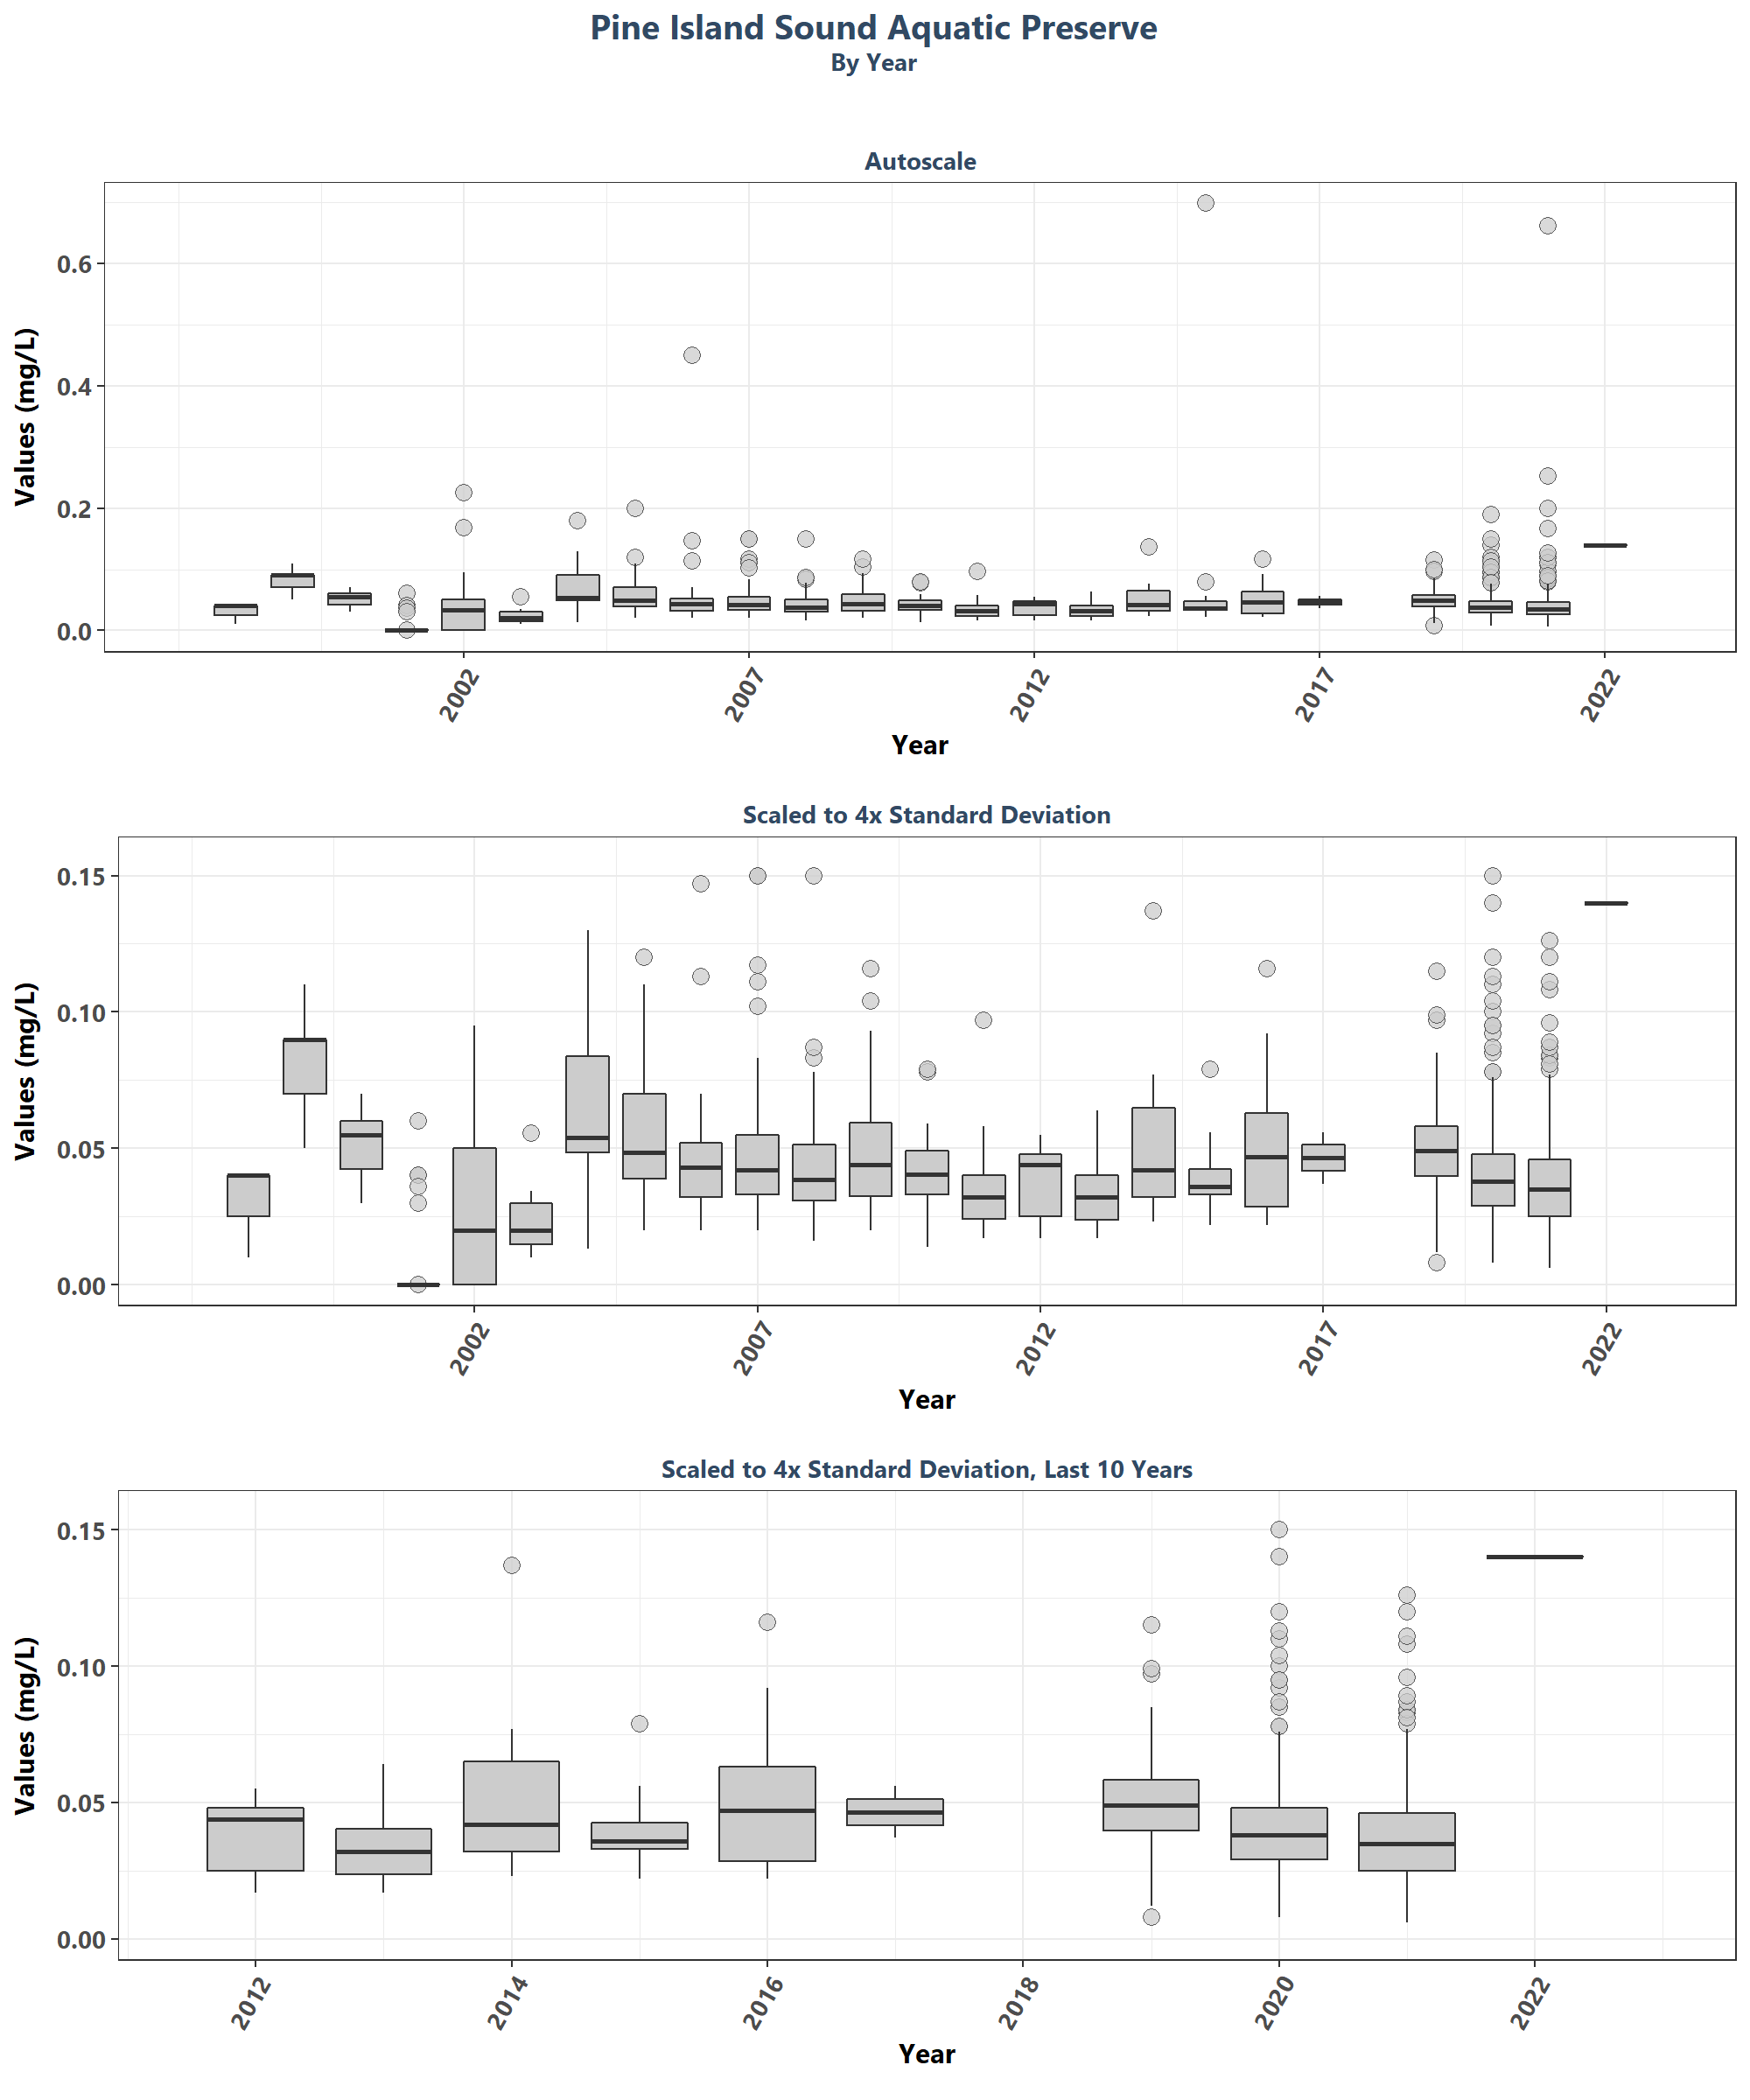 Pine Island Sound Aquatic Preserve
By Year
Autoscale
Values (mg/L)
0.6
0.4
0.2
0.0
2002
2007
2012
2017
2022
Year
Scaled to 4x Standard Deviation
Values (mg/L)
0.15
0.10
0.05
0.00
2002
2007
2012
2017
2022
Year
Scaled to 4x Standard Deviation, Last 10 Years
Values (mg/L)
0.15
0.10
0.05
0.00
2012
2014
2016
2018
2020
2022
Year